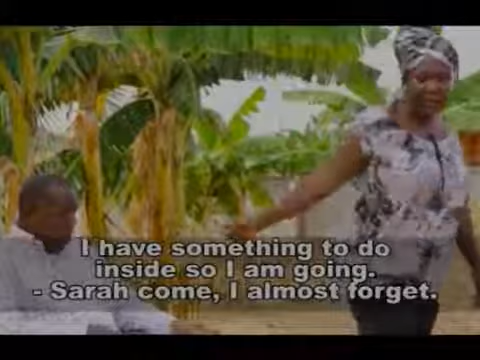 I have something to do
inside so I am going.
- Sarah come, I almost forget.